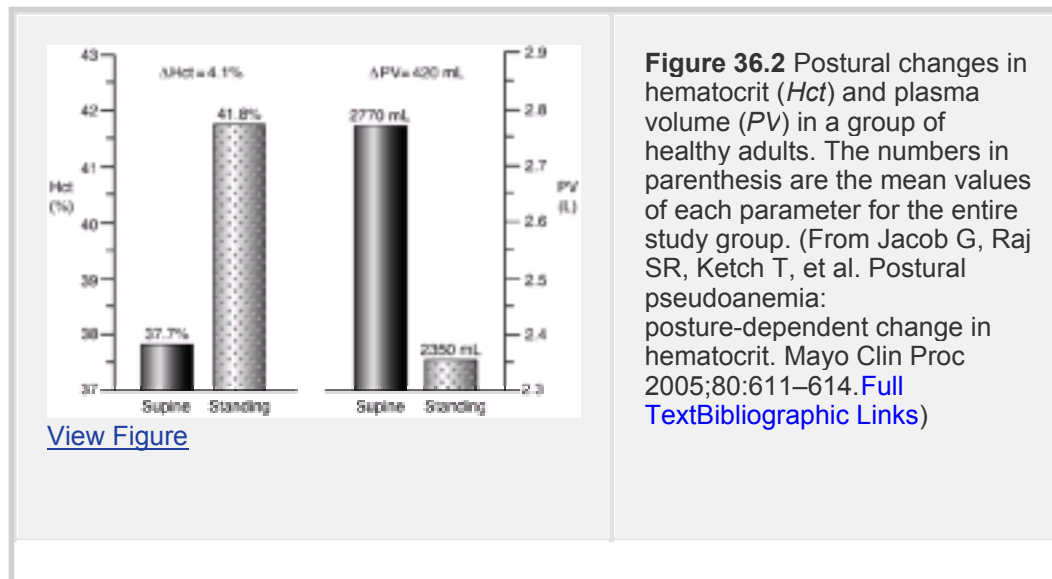 43
42
41
40
39
38
37
Hct
(%)
ΔHct=4.1%
37.7%
41.8%
Supine Standing
ΔPV=420 mL
2770 mL
2350 mL
Supine Standing
2.9
2.8
2.7
2.6
2.5
2.4
2.3
PV
(L)
View Figure
Figure 36.2 Postural changes in
hematocrit (Hct) and plasma
volume (PV) in a group of
healthy adults. The numbers in
parenthesis are the mean values
of each parameter for the entire
study group. (From Jacob G, Raj
SR, Ketch T, et al. Postural
pseudoanemia:
posture-dependent change in
hematocrit. Mayo Clin Proc
2005;80:611–614.Full
TextBibliographic Links)